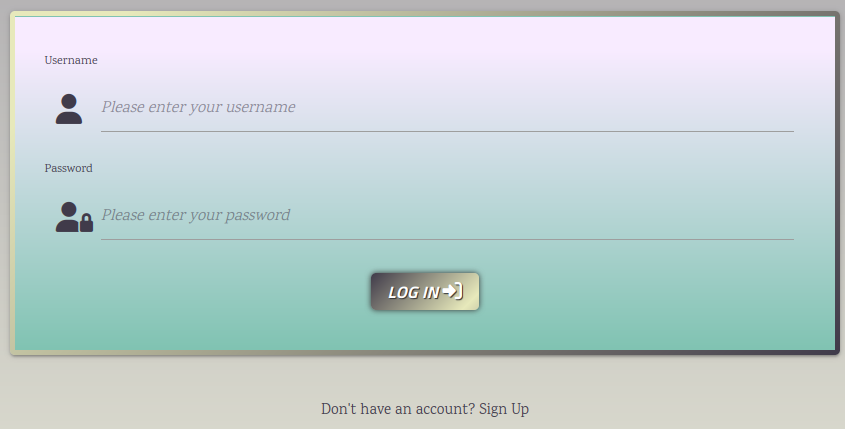 Username
Please enter your username
Password
Please enter your password
LOG IN
Don't have an account? Sign Up